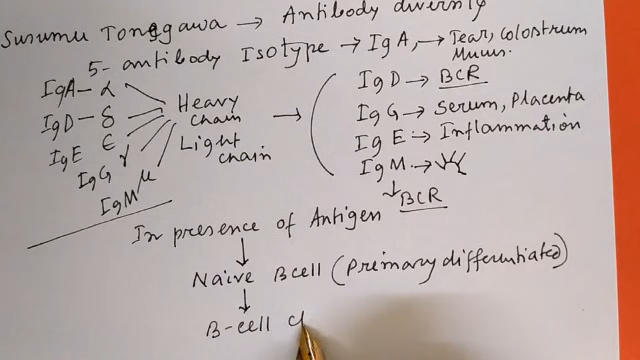 Susumu Tonegawa → Antibody diversity
5- antibody Isotype → IgA, → Tear, colostrum
Mucus.
IgA - α
IgD - δ
IgE ε
IgG γ
IgM μ
Heavy chain
Light chain
→
IgD → BCR
IgG → Serum, Placenta
IgE → Inflammation
IgM →
↓ BCR
In presence of Antigen
↓
Naive B cell (Primary differentiated)
↓
B-cell c